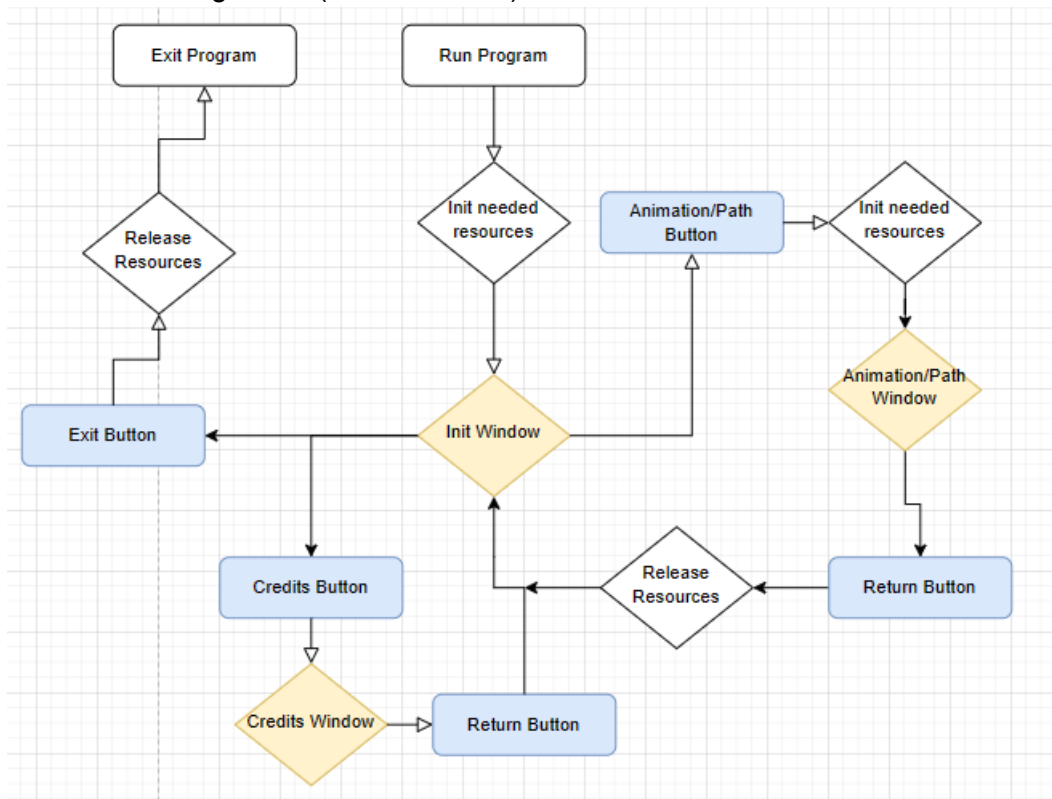 Exit Program
Run Program
Init needed
resources
Animation/Path
Button
Init needed
resources
Release
Resources
Animation/Path
Window
Exit Button
Init Window
Credits Button
Release
Resources
Return Button
Credits Window
Return Button